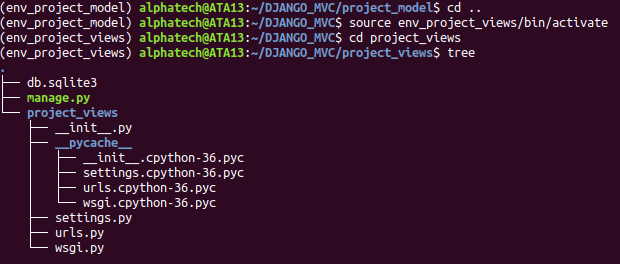 (env_project_model) alphatech@ATA13:~/DJANGO_MVC/project_model$ cd ..
(env_project_model) alphatech@ATA13:~/DJANGO_MVC$ source env_project_views/bin/activate
(env_project_views) alphatech@ATA13:~/DJANGO_MVC$ cd project_views
(env_project_views) alphatech@ATA13:~/DJANGO_MVC/project_views$ tree
.
├── db.sqlite3
├── manage.py
└── project_views
    ├── __init__.py
    ├── __pycache__
    │   ├── __init__.cpython-36.pyc
    │   ├── settings.cpython-36.pyc
    │   ├── urls.cpython-36.pyc
    │   └── wsgi.cpython-36.pyc
    ├── settings.py
    ├── urls.py
    └── wsgi.py